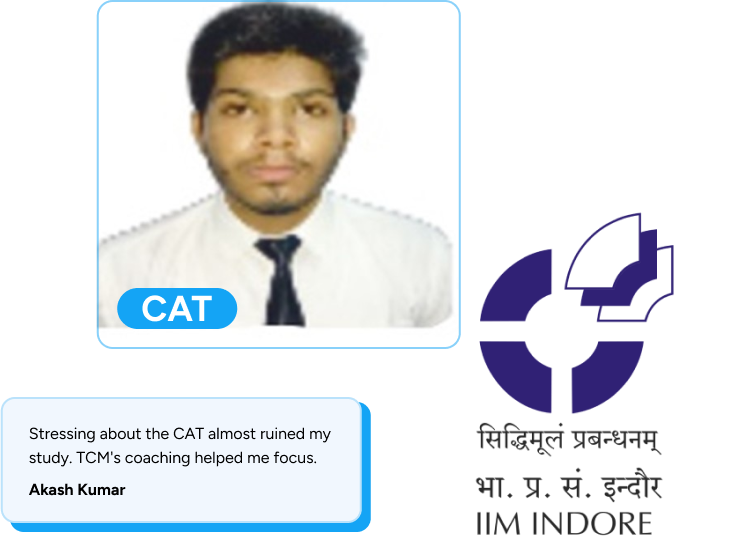 CAT
Stressing about the CAT almost ruined my
study. TCM's coaching helped me focus.
Akash Kumar
सिद्धिमूलं प्रबन्धनम्
भा. प्र. सं. इन्दौर
IIM INDORE